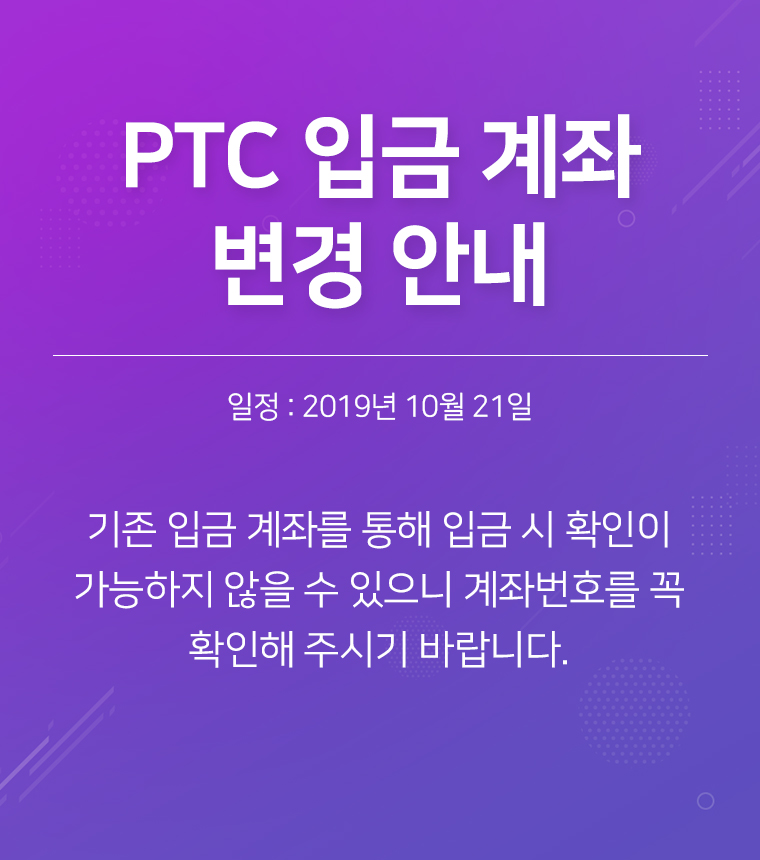 PTC 입금 계좌
변경 안내
일정 : 2019년 10월 21일
기존 입금 계좌를 통해 입금 시 확인이
가능하지 않을 수 있으니 계좌번호를 꼭
확인해 주시기 바랍니다.